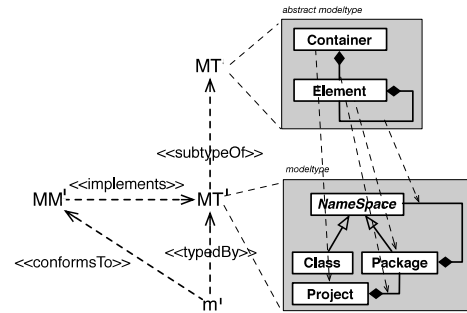 abstract modeltype
Container
MT
Element
<<subtypeOf>>
modeltype
<<implements>>
MM'
MT'
NameSpace
<<conformsTo>>
<<typedBy>>
Class
Package
Project
m'